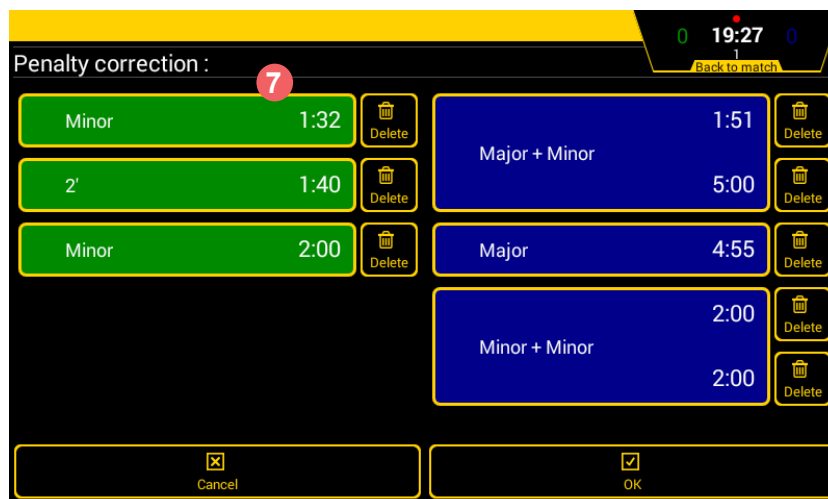 0 19:27 0
1
Back to match
Penalty correction :
7
Minor 1:32 Delete
2' 1:40 Delete
Minor 2:00 Delete
Major + Minor
1:51 Delete
5:00 Delete
Major 4:55 Delete
Minor + Minor
2:00 Delete
2:00 Delete
Cancel
OK